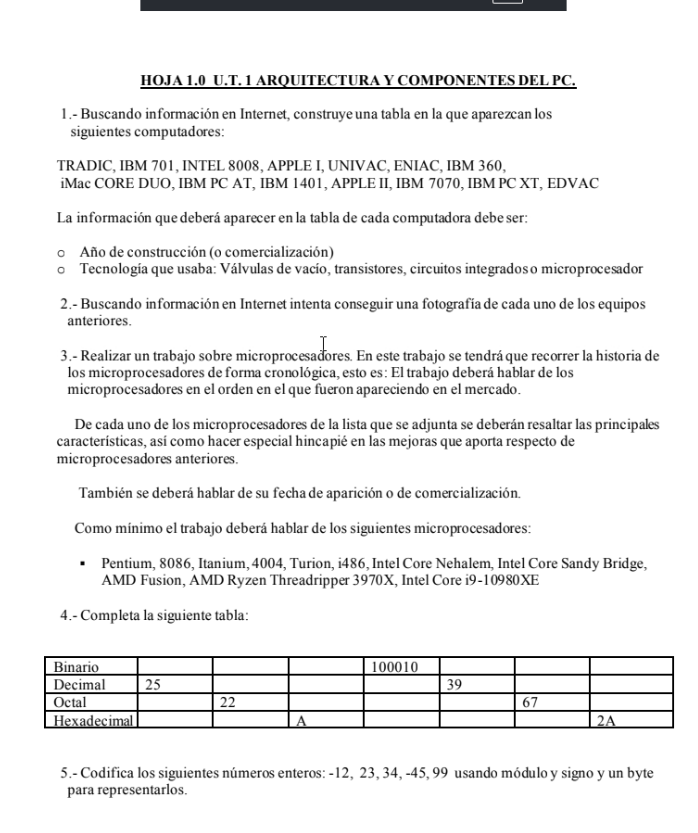 HOJA 1.0 U.T. 1 ARQUITECTURA Y COMPONENTES DEL PC.
1.- Buscando información en Internet, construye una tabla en la que aparezcan los
siguientes computadores:
TRADIC, IBM 701, INTEL 8008, APPLE I, UNIVAC, ENIAC, IBM 360,
iMac CORE DUO, IBM PC AT, IBM 1401, APPLE II, IBM 7070, IBM PC XT, EDVAC
La información que deberá aparecer en la tabla de cada computadora debe ser:
o Año de construcción (o comercialización)
o Tecnología que usaba: Válvulas de vacío, transistores, circuitos integrados o microprocesador
2.- Buscando información en Internet intenta conseguir una fotografía de cada uno de los equipos
anteriores.
3.- Realizar un trabajo sobre microprocesadores. En este trabajo se tendrá que recorrer la historia de
los microprocesadores de forma cronológica, esto es: El trabajo deberá hablar de los
microprocesadores en el orden en el que fueron apareciendo en el mercado.
De cada uno de los microprocesadores de la lista que se adjunta se deberán resaltar las principales
características, así como hacer especial hincapié en las mejoras que aporta respecto de
microprocesadores anteriores.
También se deberá hablar de su fecha de aparición o de comercialización.
Como mínimo el trabajo deberá hablar de los siguientes microprocesadores:
▪ Pentium, 8086, Itanium, 4004, Turion, i486, Intel Core Nehalem, Intel Core Sandy Bridge,
AMD Fusion, AMD Ryzen Threadripper 3970X, Intel Core i9-10980XE
4.- Completa la siguiente tabla:
Binario 100010
Decimal 25 39
Octal 22 67
Hexadecimal A 2A
5.- Codifica los siguientes números enteros: -12, 23, 34, -45, 99 usando módulo y signo y un byte
para representarlos.